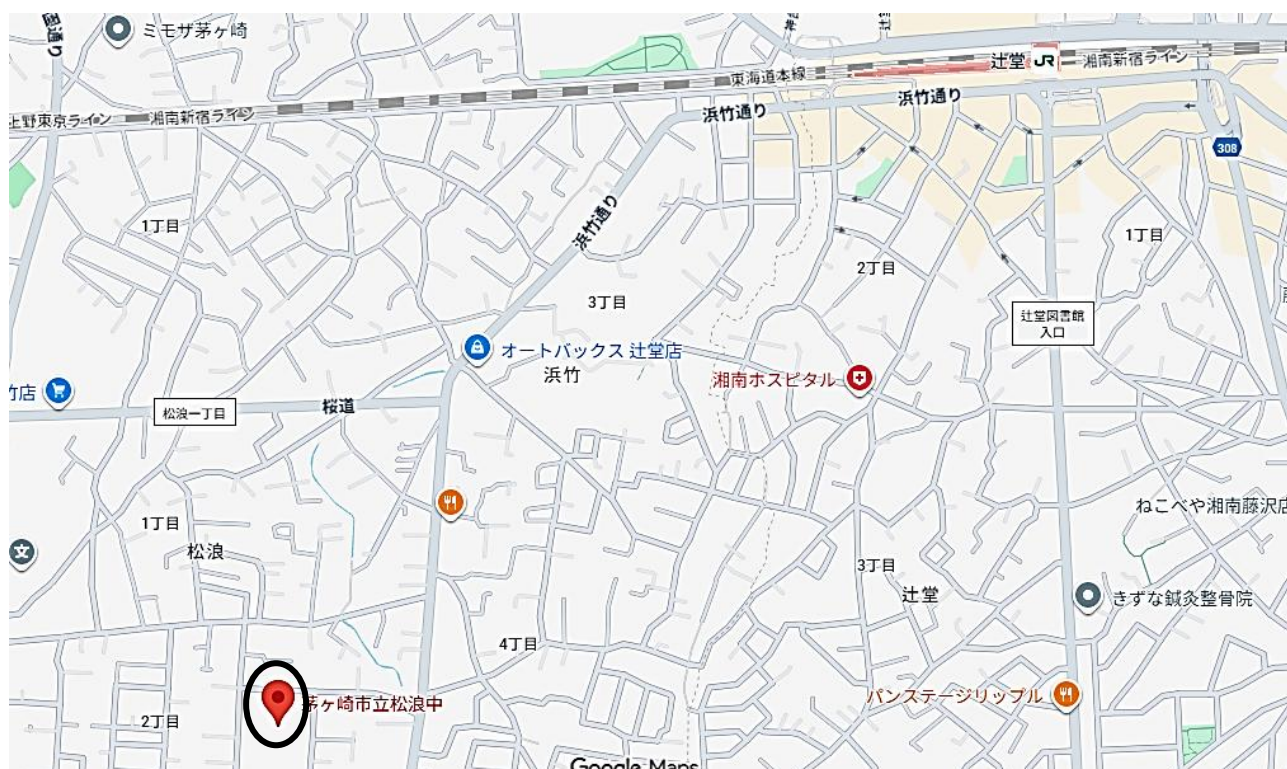 ミモザ茅ヶ崎
辻堂
JR
湘南新宿ライン
東海道本線
浜竹通り
浜竹通り
上野東京ライン
湘南新宿ライン
308
浜竹通り
1丁目
1丁目
2丁目
3丁目
辻堂図書館
入口
オートバックス 辻堂店
浜竹
湘南ホスピタル
竹店
松浪一丁目
桜道
1丁目
松浪
文
ねこべや湘南藤沢店
3丁目
辻堂
きずな鍼灸整骨院
4丁目
茅ヶ崎市立松浪中
パンステージリップル
2丁目
Google Maps